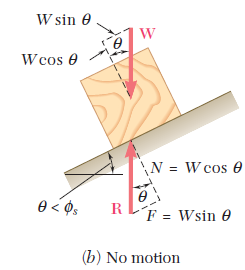 W sin θ
W
θ
W cos θ
N = W cos θ
θ < ϕₛ
θ
R
F = W sin θ
(b) No motion